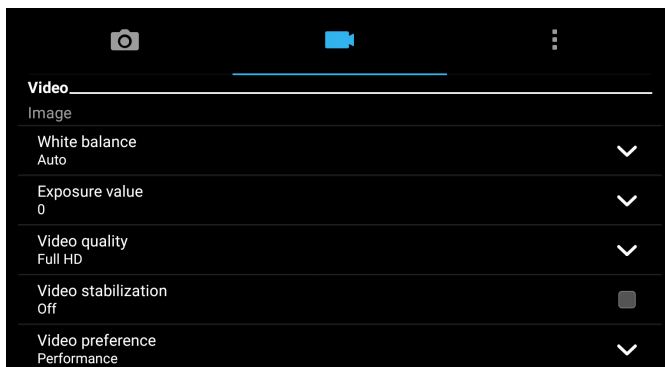 Video
Image
White balance
Auto
Exposure value
0
Video quality
Full HD
Video stabilization
Off
Video preference
Performance